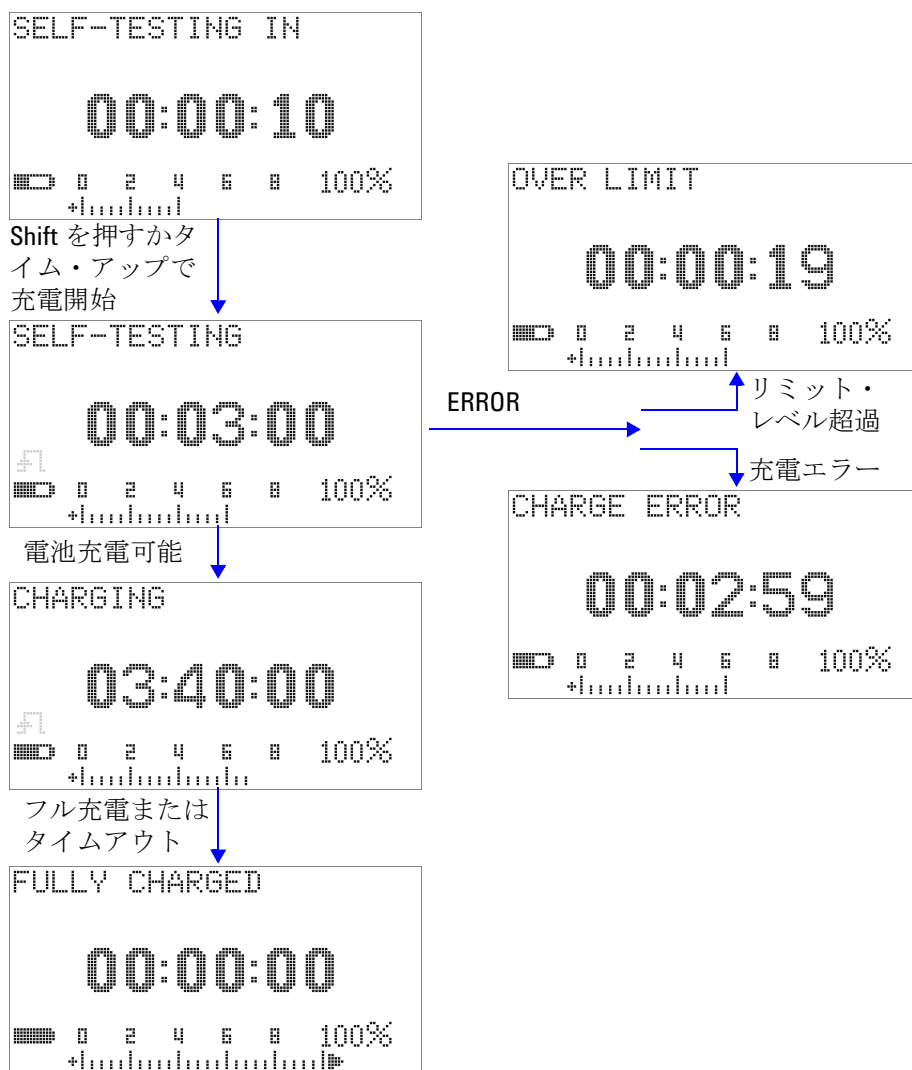 SELF-TESTING IN
00:00:10
0 2 4 6 8 100%
Shift を押すかタ
イム・アップで
充電開始
SELF-TESTING
00:03:00
0 2 4 6 8 100%
電池充電可能
CHARGING
03:40:00
0 2 4 6 8 100%
フル充電または
タイムアウト
FULLY CHARGED
00:00:00
0 2 4 6 8 100%
ERROR
OVER LIMIT
00:00:19
0 2 4 6 8 100%
リミット・
レベル超過
充電エラー
CHARGE ERROR
00:02:59
0 2 4 6 8 100%